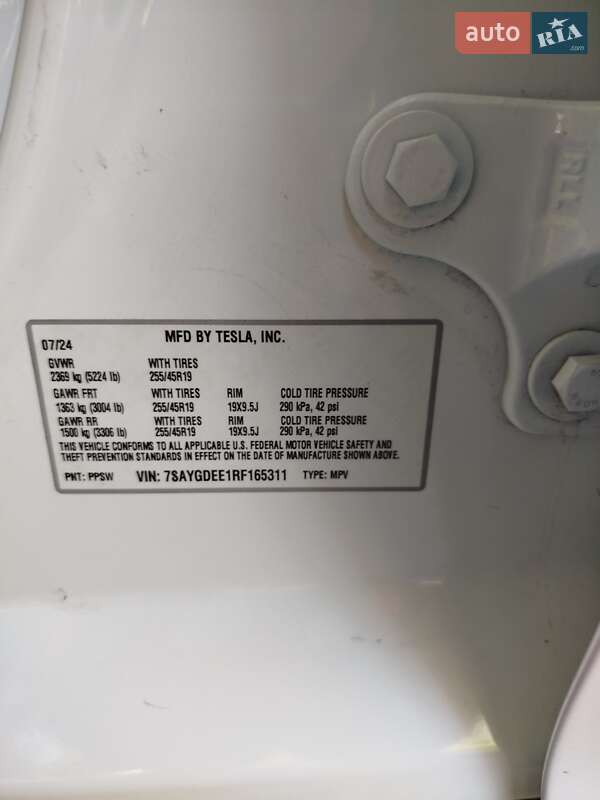 auto RIA.com
RLL
07/24 MFD BY TESLA, INC.
GVWR WITH TIRES
2369 kg (5224 lb) 255/45R19
GAWR FRT WITH TIRES RIM COLD TIRE PRESSURE
1363 kg (3004 lb) 255/45R19 19X9.5J 290 kPa, 42 psi
GAWR RR WITH TIRES RIM COLD TIRE PRESSURE
1500 kg (3306 lb) 255/45R19 19X9.5J 290 kPa, 42 psi
THIS VEHICLE CONFORMS TO ALL APPLICABLE U.S. FEDERAL MOTOR VEHICLE SAFETY AND
THEFT PREVENTION STANDARDS IN EFFECT ON THE DATE OF MANUFACTURE SHOWN ABOVE.
PNT: PPSW VIN: 7SAYGDEE1RF165311 TYPE: MPV